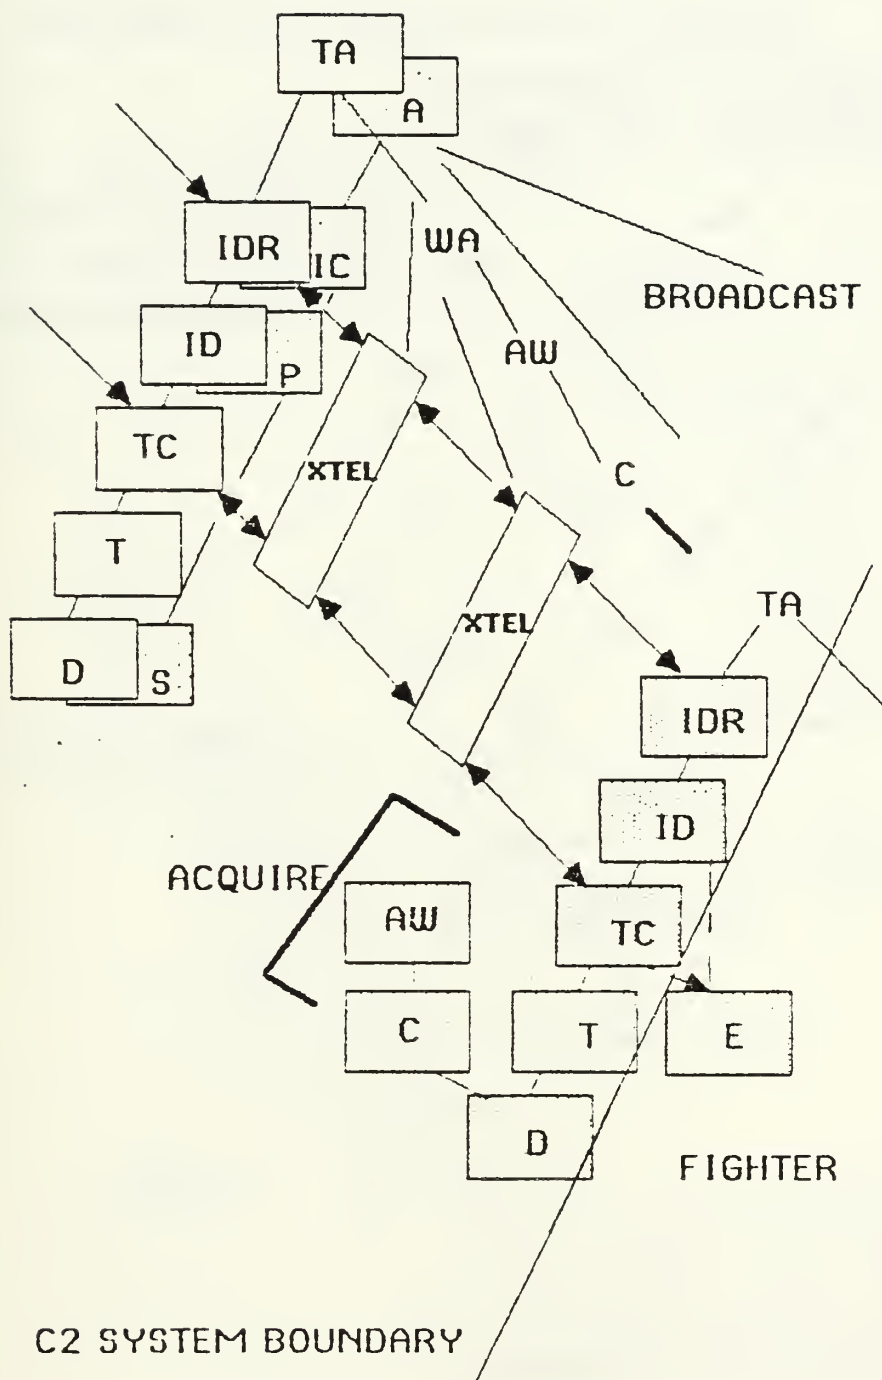 TA
A
IDR
IC
WA
BROADCAST
ID
P
AW
TC
XTEL
C
T
XTEL
TA
D
S
IDR
ID
ACQUIRE
AW
TC
C
T
E
D
FIGHTER
C2 SYSTEM BOUNDARY